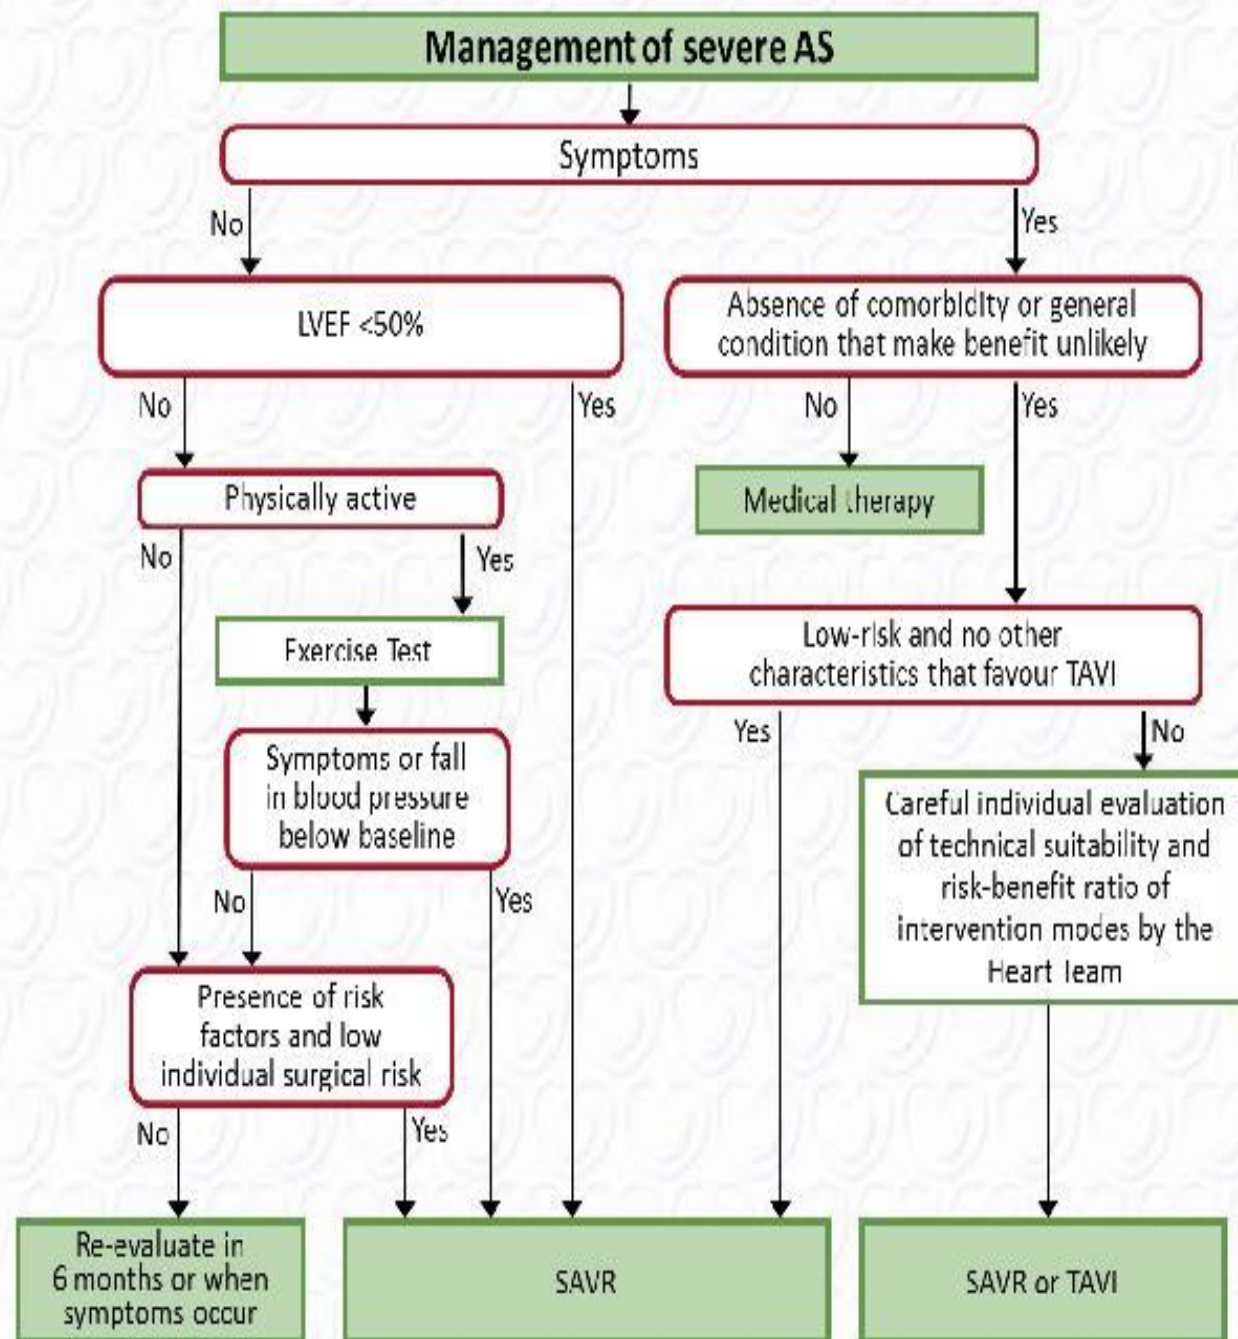 Management of severe AS
Symptoms
No
Yes
LVEF <50%
Absence of comorbidity or general
condition that make benefit unlikely
No
Yes
No
Yes
Physically active
Medical therapy
No
Yes
Exercise Test
Low-risk and no other
characteristics that favour TAVI
Yes
No
Symptoms or fall
in blood pressure
below baseline
Careful individual evaluation
of technical suitability and
risk-benefit ratio of
intervention modes by the
Heart Team
No
Yes
Presence of risk
factors and low
individual surgical risk
No
Yes
Re-evaluate in
6 months or when
symptoms occur
SAVR
SAVR or TAVI